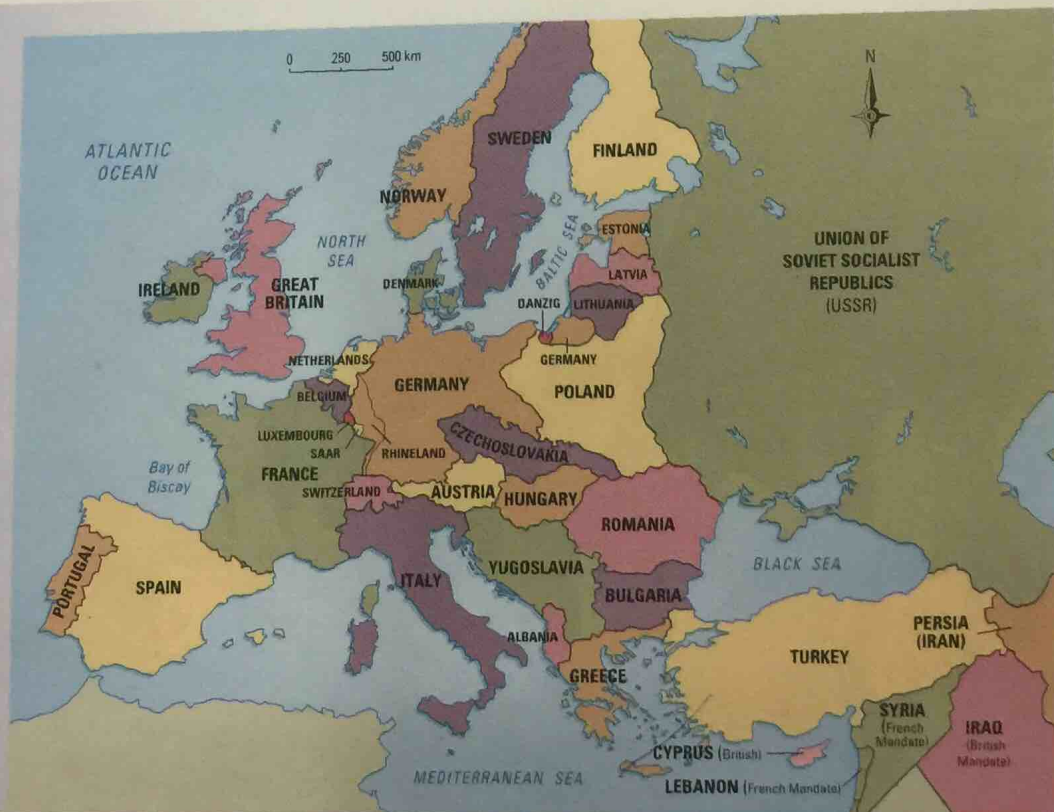 0 250 500 km
N
ATLANTIC
OCEAN
SWEDEN
FINLAND
NORWAY
NORTH
SEA
BALTIC SEA
ESTONIA
UNION OF
SOVIET SOCIALIST
REPUBLICS
(USSR)
LATVIA
IRELAND
GREAT
BRITAIN
DENMARK
DANZIG
LITHUANIA
NETHERLANDS
GERMANY
GERMANY
POLAND
BELGIUM
LUXEMBOURG
SAAR
RHINELAND
CZECHOSLOVAKIA
Bay of
Biscay
FRANCE
SWITZERLAND
AUSTRIA
HUNGARY
ROMANIA
BLACK SEA
PORTUGAL
SPAIN
ITALY
YUGOSLAVIA
BULGARIA
ALBANIA
GREECE
TURKEY
PERSIA
(IRAN)
SYRIA
(French
Mandate)
IRAQ
(British
Mandate)
CYPRUS (British)
MEDITERRANEAN SEA
LEBANON (French Mandate)